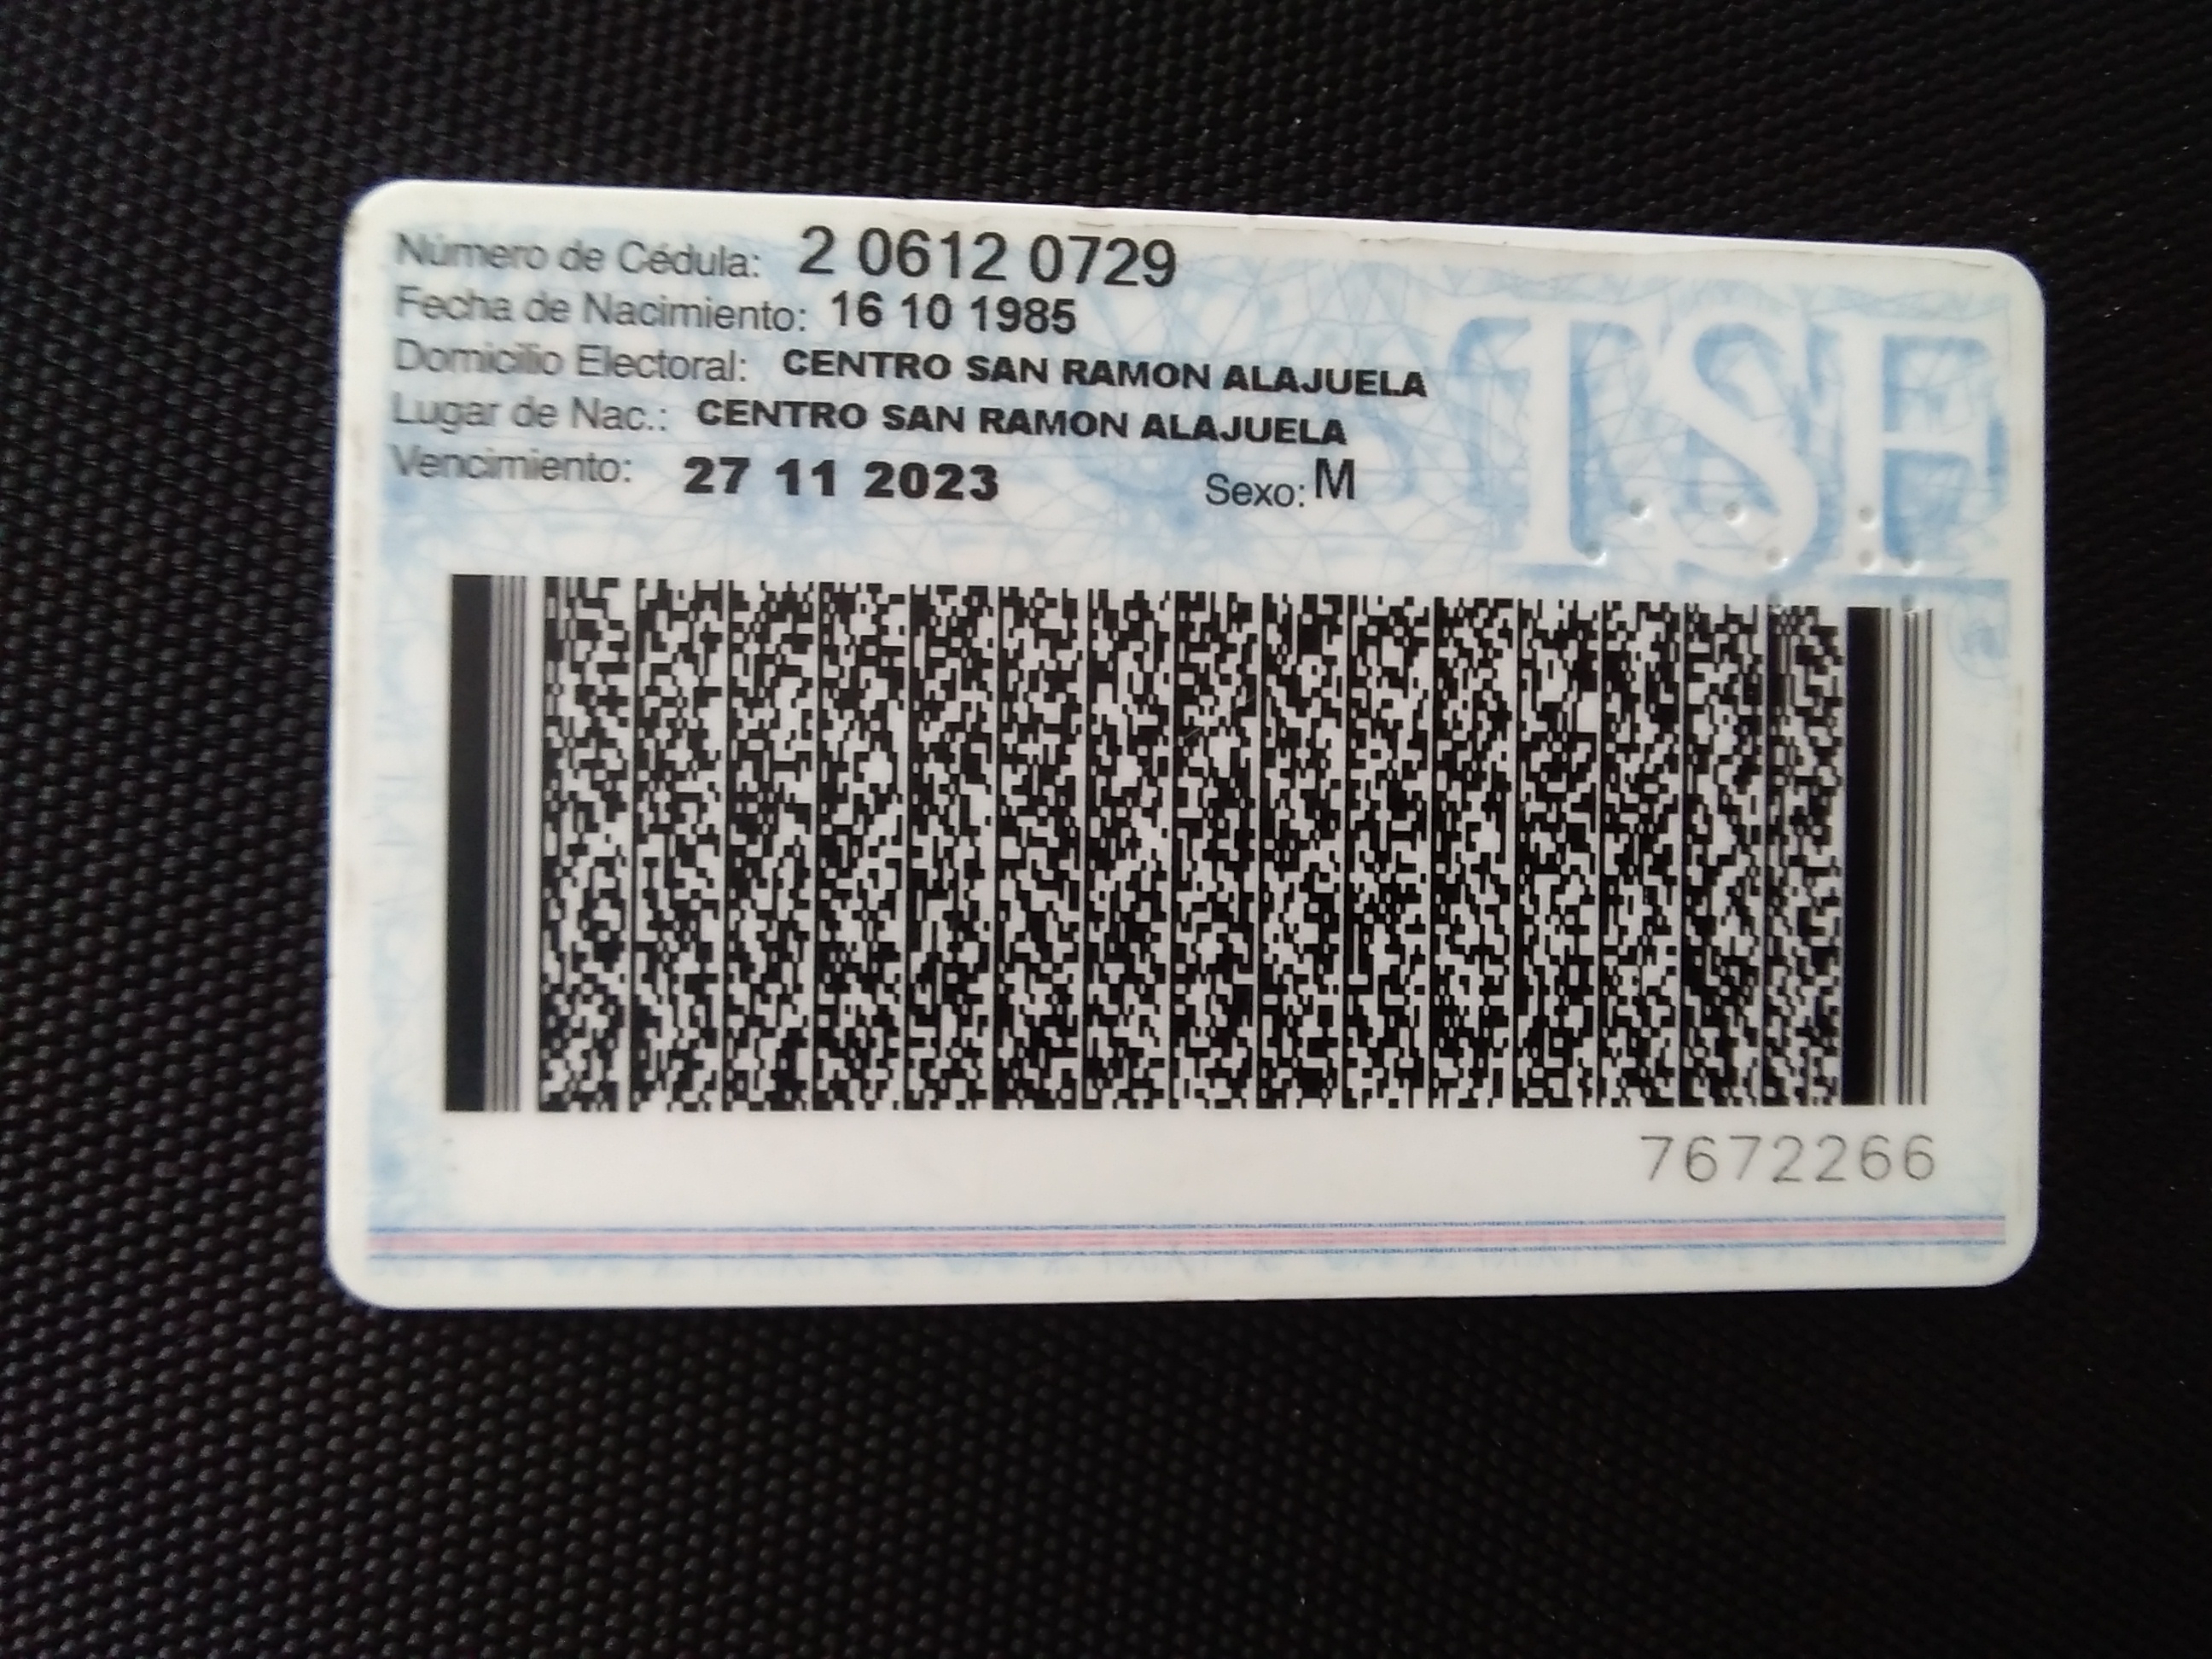 Número de Cédula: 2 0612 0729
Fecha de Nacimiento: 16 10 1985
Domicilio Electoral: CENTRO SAN RAMON ALAJUELA
Lugar de Nac.: CENTRO SAN RAMON ALAJUELA
Vencimiento: 27 11 2023 Sexo: M
TSE
7672266